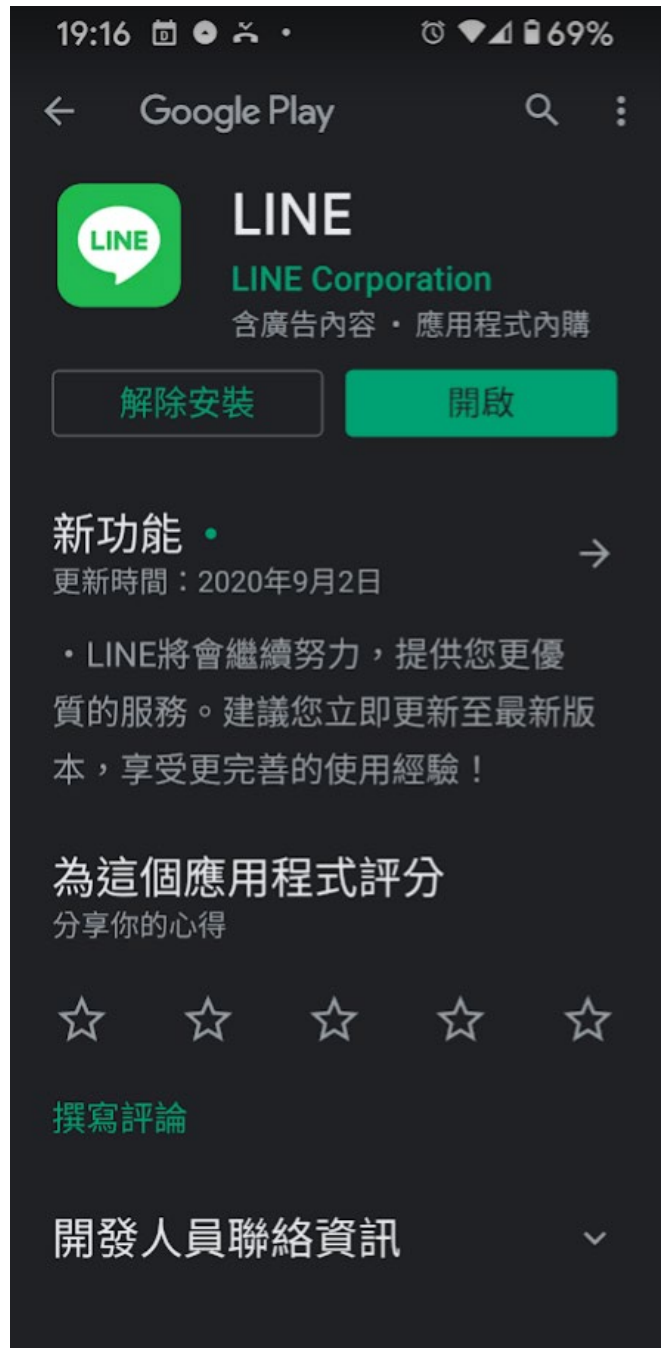 19:16
69%
Google Play
LINE
LINE
LINE Corporation
含廣告內容・應用程式內購
解除安裝
開啟
新功能・
更新時間：2020年9月2日
・LINE將會繼續努力，提供您更優
質的服務。建議您立即更新至最新版
本，享受更完善的使用經驗！
為這個應用程式評分
分享你的心得
撰寫評論
開發人員聯絡資訊